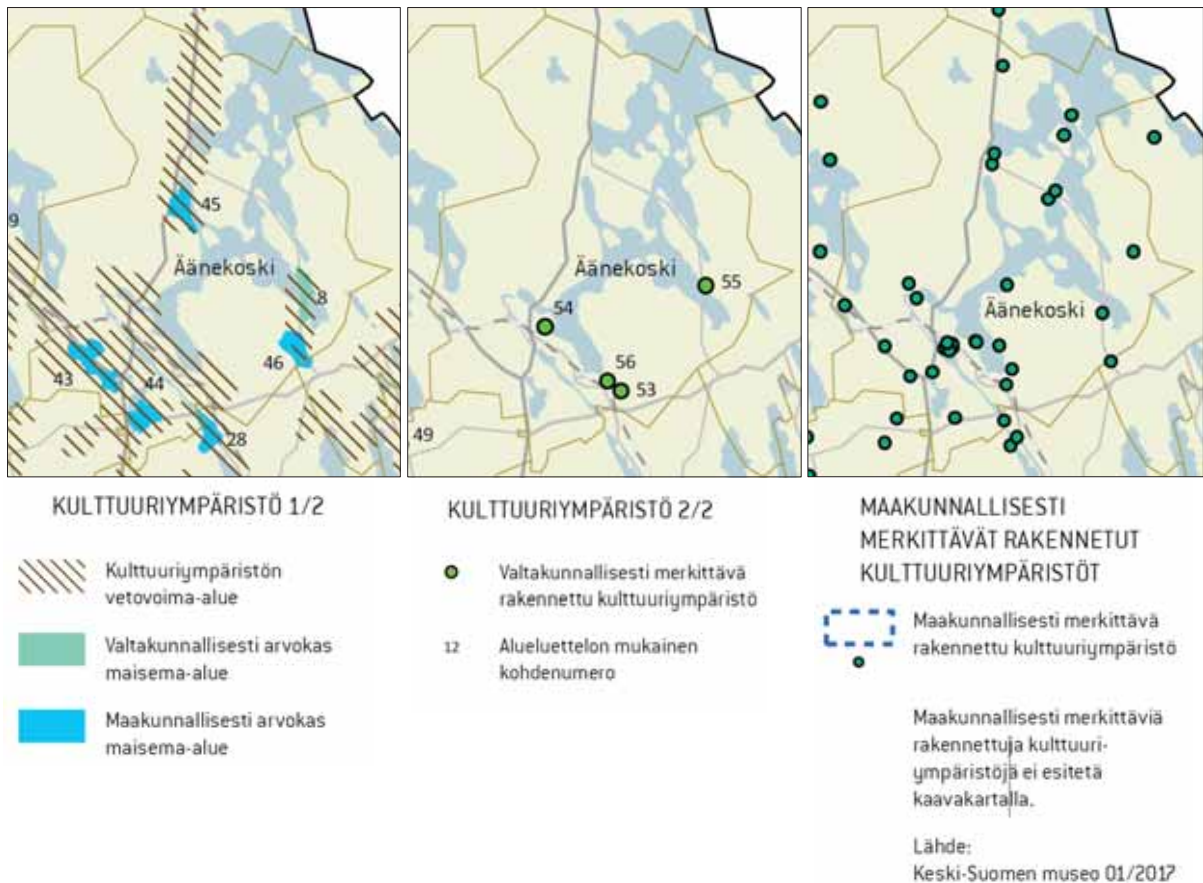 45
9
Äänekoski
8
46
43
44
28
Äänekoski
55
54
56
53
49
Äänekoski
KULTTUURIYMPÄRISTÖ 1/2
Kulttuuriympäristön
vetovoima-alue
Valtakunnallisesti arvokas
maisema-alue
Maakunnallisesti arvokas
maisema-alue
KULTTUURIYMPÄRISTÖ 2/2
Valtakunnallisesti merkittävä
rakennettu kulttuuriympäristö
12 Alueluettelon mukainen
kohdenumero
MAAKUNNALLISESTI
MERKITTÄVÄT RAKENNETUT
KULTTUURIYMPÄRISTÖT
Maakunnallisesti merkittävä
rakennettu kulttuuriympäristö
Maakunnallisesti merkittäviä
rakennettuja kulttuuri-
ympäristöjä ei esitetä
kaavakartalla.
Lähde:
Keski-Suomen museo 01/2017